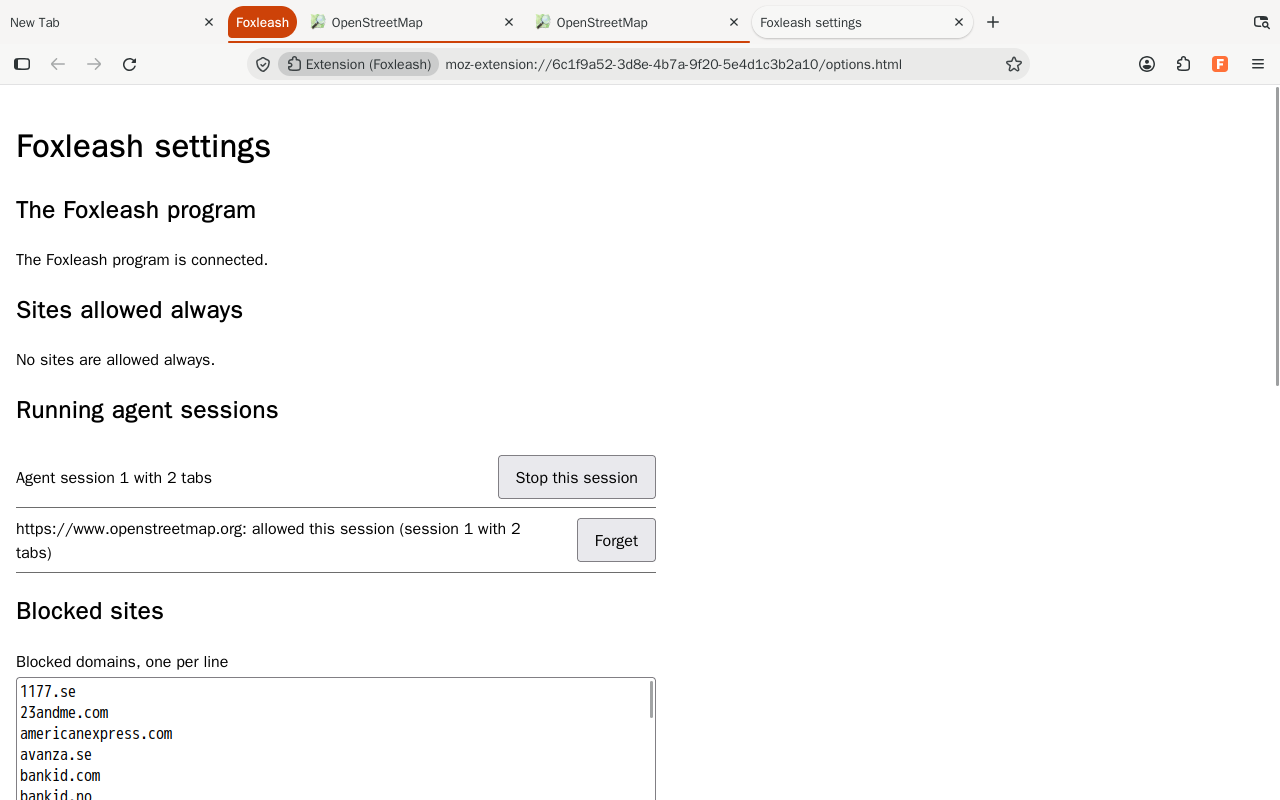 New Tab
Foxleash
OpenStreetMap
OpenStreetMap
Foxleash settings
Extension (Foxleash)
moz-extension://6c1f9a52-3d8e-4b7a-9f20-5e4d1c3b2a10/options.html
F
Foxleash settings
The Foxleash program
The Foxleash program is connected.
Sites allowed always
No sites are allowed always.
Running agent sessions
Agent session 1 with 2 tabs
Stop this session
https://www.openstreetmap.org: allowed this session (session 1 with 2
tabs)
Forget
Blocked sites
Blocked domains, one per line
1177.se
23andme.com
americanexpress.com
avanza.se
bankid.com
bankid.no